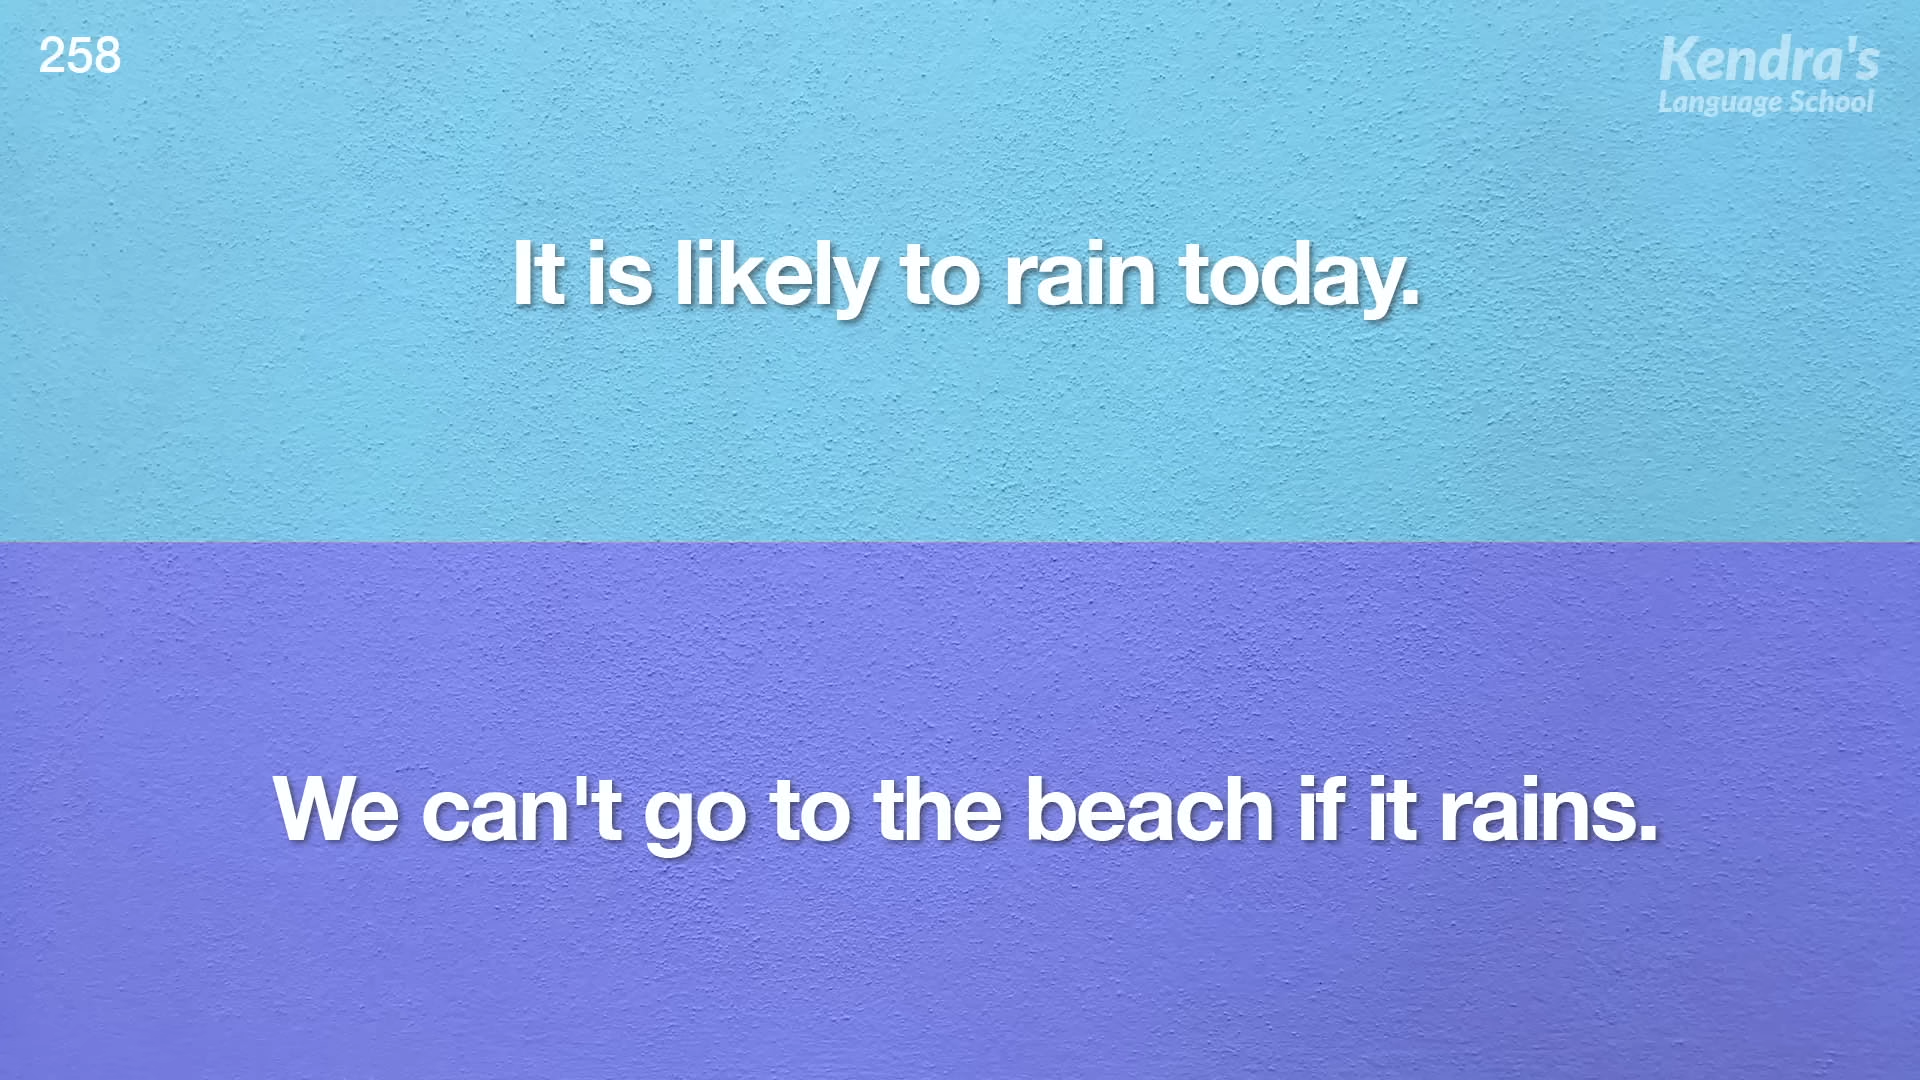 258
Kendra's
Language School
It is likely to rain today.
We can't go to the beach if it rains.